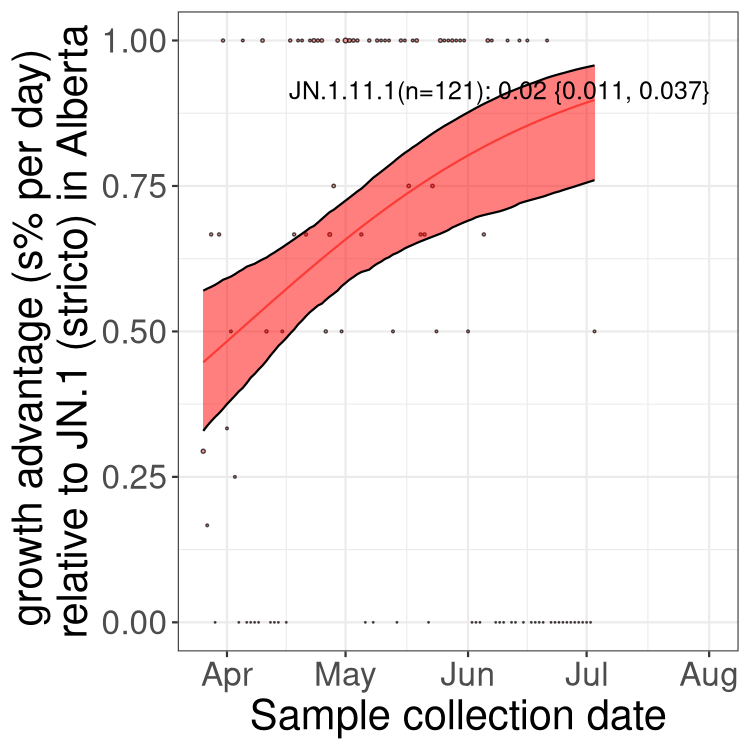 growth advantage (s% per day)
relative to JN.1 (stricto) in Alberta
1.00
0.75
0.50
0.25
0.00
JN.1.11.1(n=121): 0.02 {0.011, 0.037}
Apr May Jun Jul Aug
Sample collection date